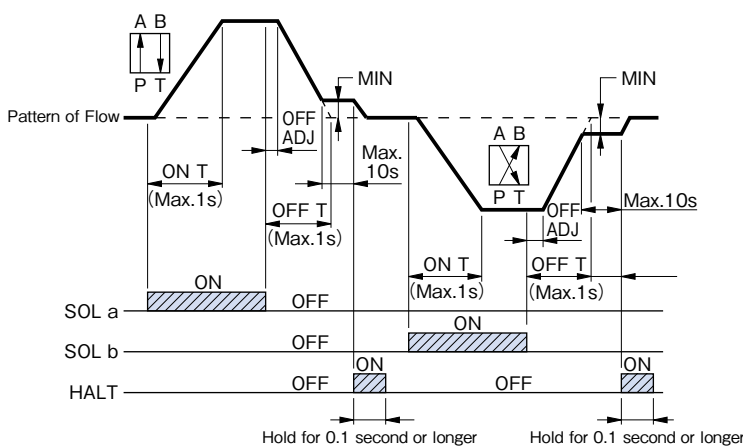 A B
P T
Pattern of Flow
MIN
OFF
ADJ
ON T
(Max.1s)
OFF T
(Max.1s)
Max.
10s
A B
P T
MIN
OFF
ADJ
Max.10s
ON T
(Max.1s)
OFF T
(Max.1s)
ON
SOL a
OFF
SOL b
OFF
ON
HALT
OFF
ON
OFF
ON
Hold for 0.1 second or longer
Hold for 0.1 second or longer